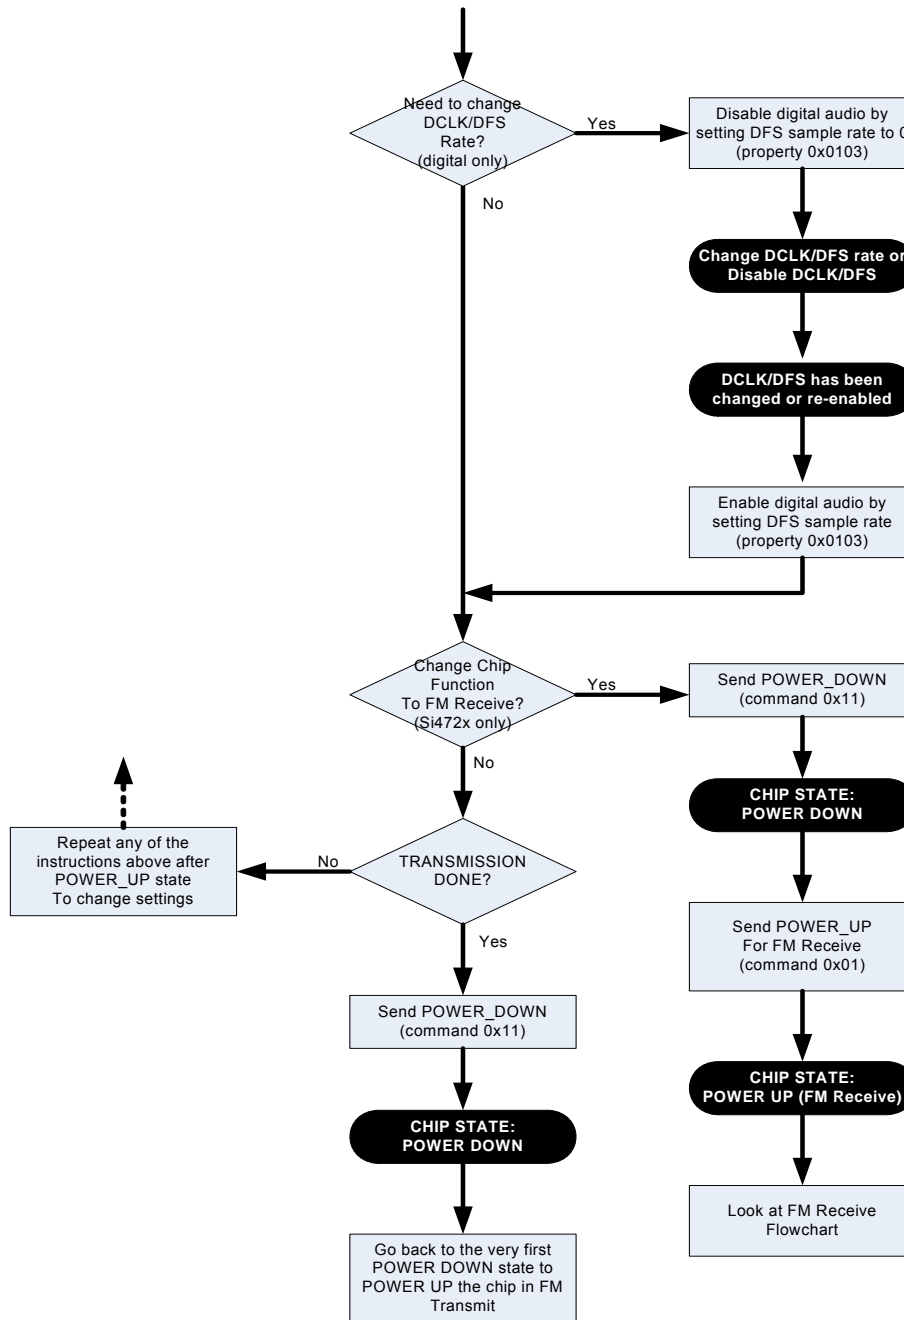 Need to change
DCLK/DFS
Rate?
(digital only)
Yes
No
Disable digital audio by
setting DFS sample rate to 0
(property 0x0103)
Change DCLK/DFS rate or
Disable DCLK/DFS
DCLK/DFS has been
changed or re-enabled
Enable digital audio by
setting DFS sample rate
(property 0x0103)
Change Chip
Function
To FM Receive?
(Si472x only)
Yes
No
Send POWER_DOWN
(command 0x11)
CHIP STATE:
POWER DOWN
Send POWER_UP
For FM Receive
(command 0x01)
CHIP STATE:
POWER UP (FM Receive)
Look at FM Receive
Flowchart
TRANSMISSION
DONE?
No
Repeat any of the
instructions above after
POWER_UP state
To change settings
Yes
Send POWER_DOWN
(command 0x11)
CHIP STATE:
POWER DOWN
Go back to the very first
POWER DOWN state to
POWER UP the chip in FM
Transmit